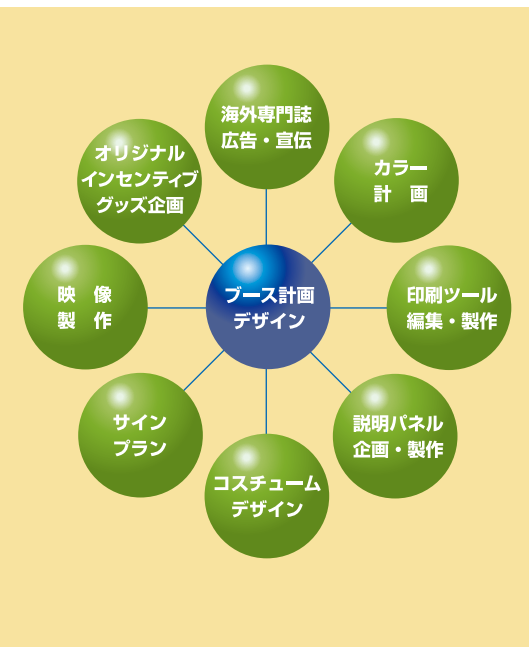 海外専門誌
広告・宣伝
オリジナル
インセンティブ
グッズ企画
カラー
計　画
映　像
製　作
ブース計画
デザイン
印刷ツール
編集・製作
サイン
プラン
説明パネル
企画・製作
コスチューム
デザイン